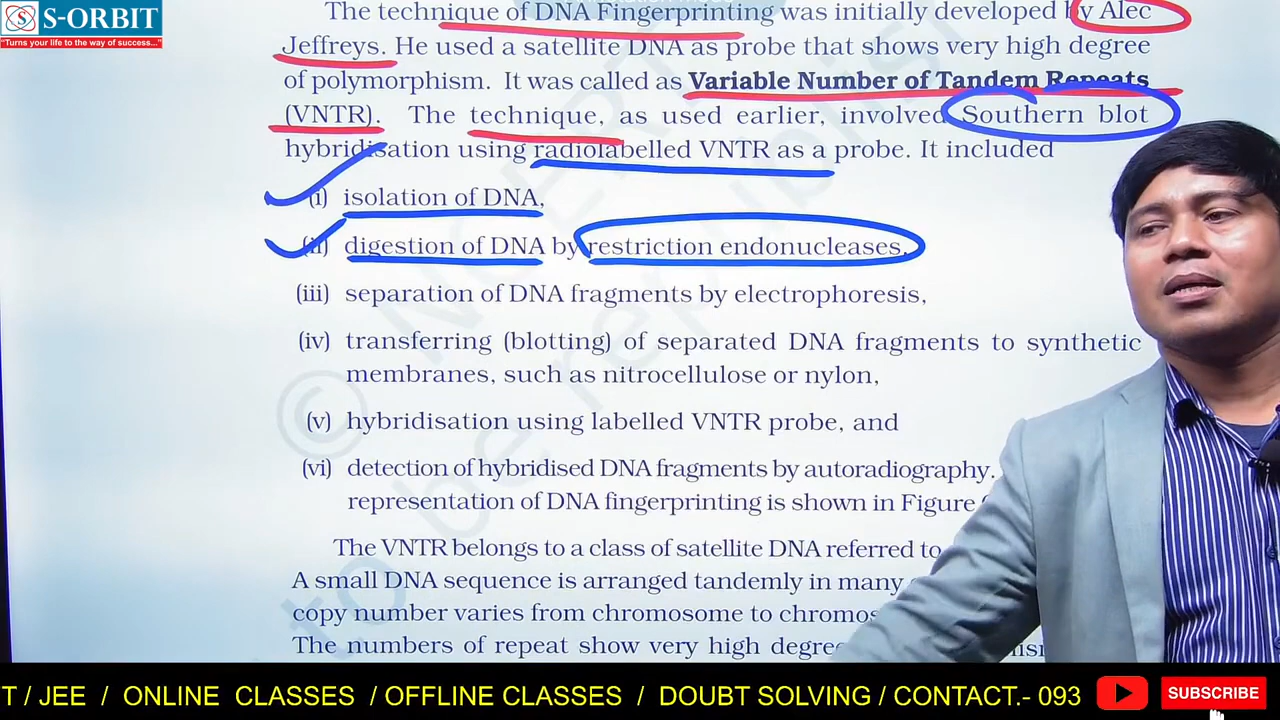 S-ORBIT
"Turns your life to the way of success..."
The technique of DNA Fingerprinting was initially developed by Alec
Jeffreys. He used a satellite DNA as probe that shows very high degree
of polymorphism. It was called as Variable Number of Tandem Repeats
(VNTR). The technique, as used earlier, involved Southern blot
hybridisation using radiolabelled VNTR as a probe. It included
(i) isolation of DNA,
(ii) digestion of DNA by restriction endonucleases,
(iii) separation of DNA fragments by electrophoresis,
(iv) transferring (blotting) of separated DNA fragments to synthetic
membranes, such as nitrocellulose or nylon,
(v) hybridisation using labelled VNTR probe, and
(vi) detection of hybridised DNA fragments by autoradiography.
representation of DNA fingerprinting is shown in Figure
The VNTR belongs to a class of satellite DNA referred to
A small DNA sequence is arranged tandemly in many
copy number varies from chromosome to
The numbers of repeat show very high
© NCERT
to be republished
T / JEE / ONLINE CLASSES / OFFLINE CLASSES / DOUBT SOLVING / CONTACT.- 093
SUBSCRIBE